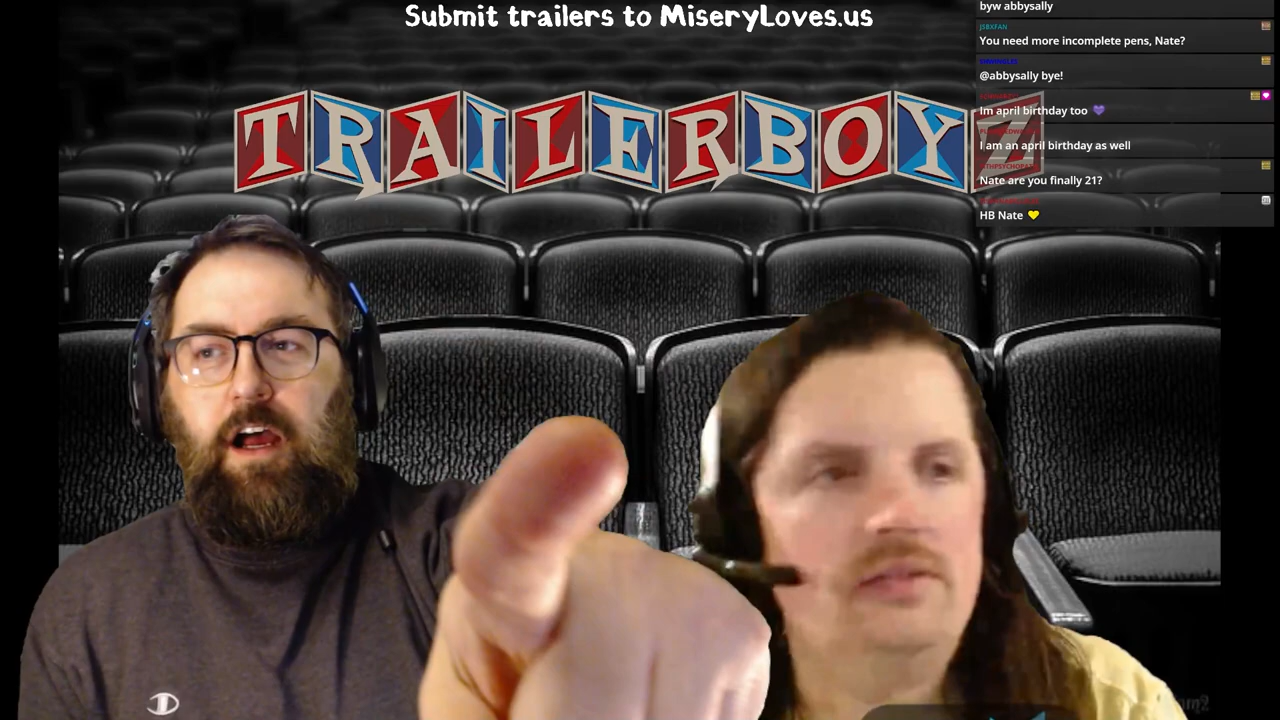 Submit trailers to MiseryLoves.us
TRAILERBOYZ
byw abbysally
JSBXFAN
You need more incomplete pens, Nate?
@abbysally bye!
Im april birthday too 💜
I am an april birthday as well
Nate are you finally 21?
HB Nate 💛